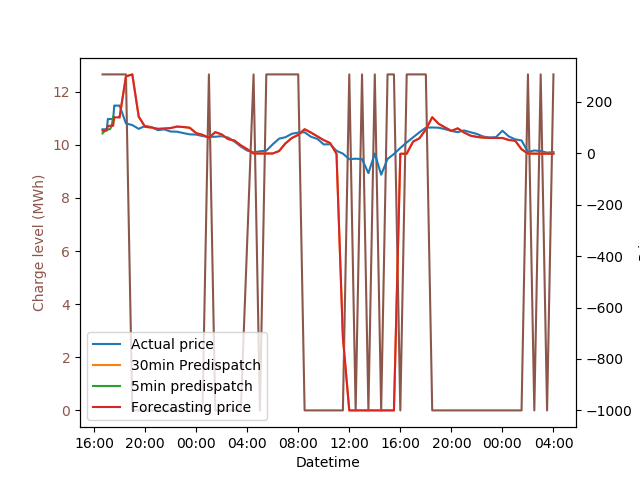 12
10
8
6
4
2
0
Charge level (MWh)
200
0
−200
−400
−600
−800
−1000
Actual price
30min Predispatch
5min predispatch
Forecasting price
16:00 20:00 00:00 04:00 08:00 12:00 16:00 20:00 00:00 04:00
Datetime